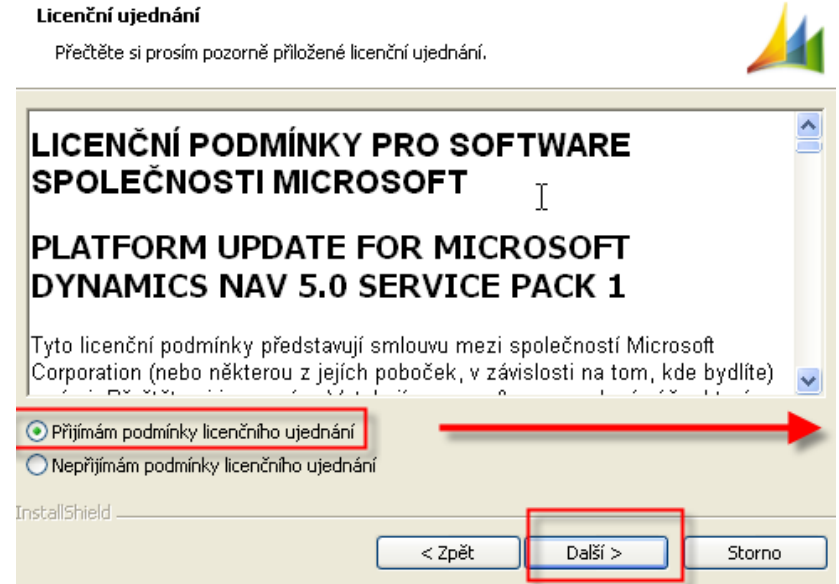 Licenční ujednání
Přečtěte si prosím pozorně přiložené licenční ujednání.
LICENČNÍ PODMÍNKY PRO SOFTWARE
SPOLEČNOSTI MICROSOFT
PLATFORM UPDATE FOR MICROSOFT
DYNAMICS NAV 5.0 SERVICE PACK 1
Tyto licenční podmínky představují smlouvu mezi společností Microsoft
Corporation (nebo některou z jejích poboček, v závislosti na tom, kde bydlíte)
Přijímám podmínky licenčního ujednání
Nepřijímám podmínky licenčního ujednání
InstallShield
< Zpět
Další >
Storno